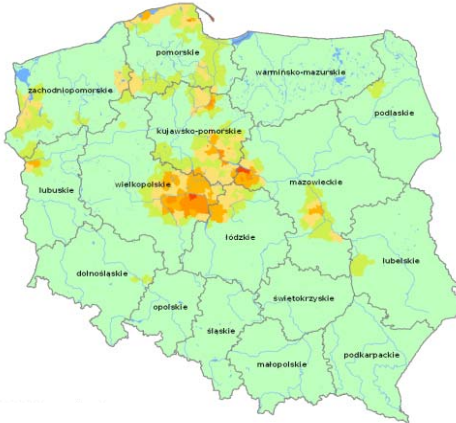 pomorskie
warmińsko-mazurskie
zachodniopomorskie
podlaskie
kujawsko-pomorskie
wielkopolskie
mazowieckie
lubuskie
łódzkie
lubelskie
dolnośląskie
świętokrzyskie
opolskie
śląskie
podkarpackie
małopolskie